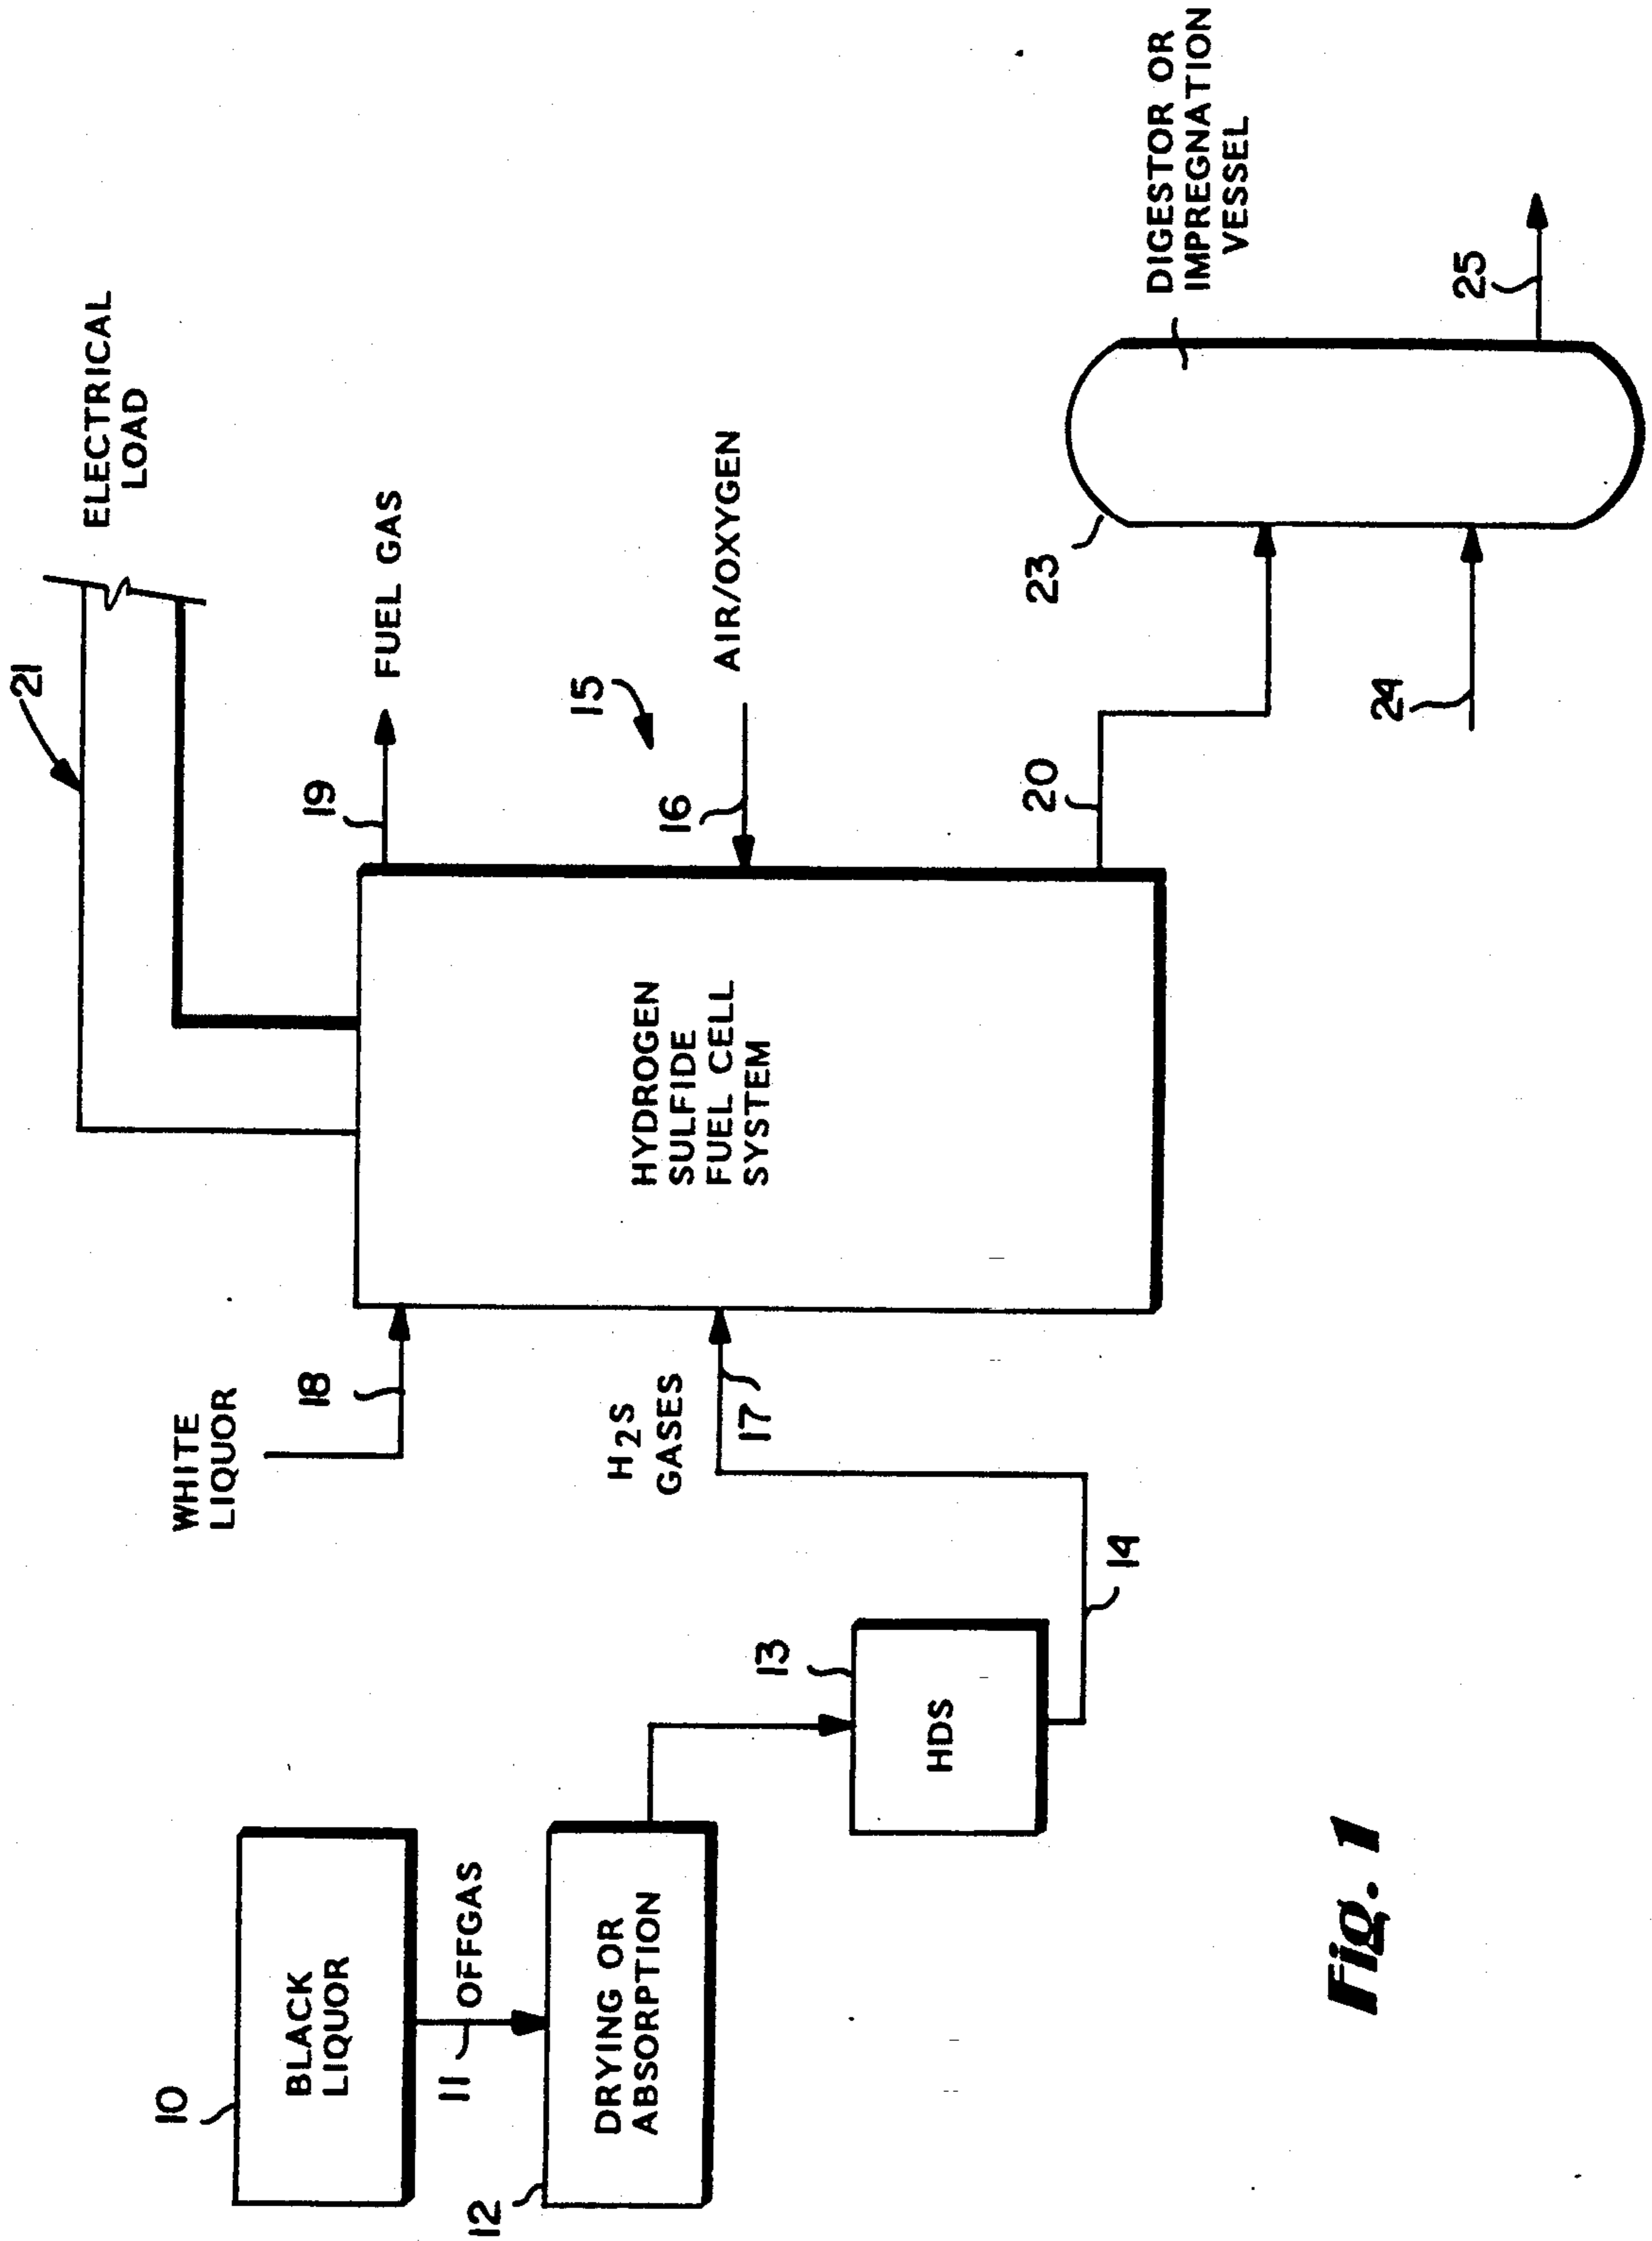 21
ELECTRICAL
LOAD
WHITE
LIQUOR
18
19
FUEL GAS
10
BLACK
LIQUOR
11
OFFGAS
H2S
GASES
17
HYDROGEN
SULFIDE
FUEL CELL
SYSTEM
15
16
AIR/OXYGEN
12
DRYING OR
ABSORPTION
13
HDS
14
20
23
DIGESTOR OR
IMPREGNATION
VESSEL
24
25
Fig. 1